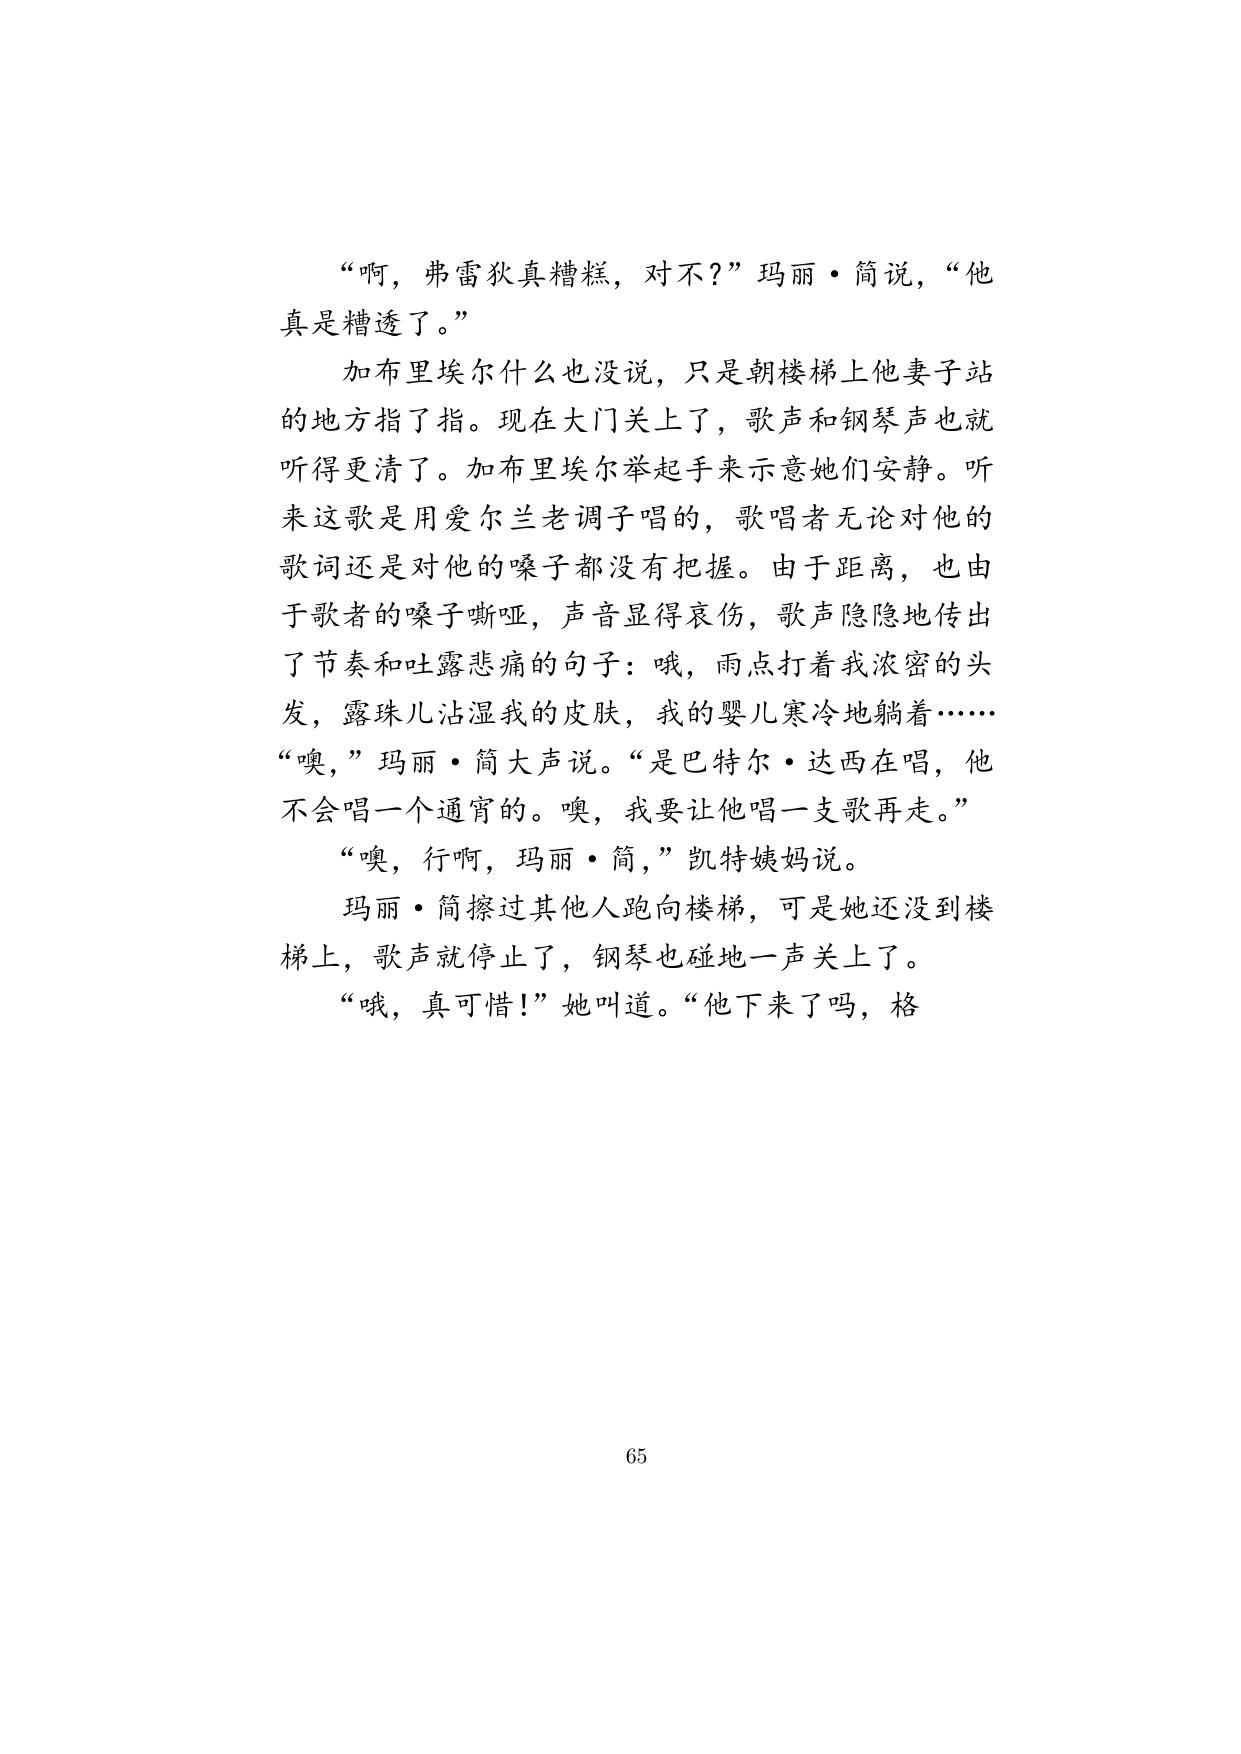 “啊，弗雷狄真糟糕，对不？”玛丽·简说，“他
真是糟透了。”
加布里埃尔什么也没说，只是朝楼梯上他妻子站
的地方指了指。现在大门关上了，歌声和钢琴声也就
听得更清了。加布里埃尔举起手来示意她们安静。听
来这歌是用爱尔兰老调子唱的，歌唱者无论对他的
歌词还是对他的嗓子都没有把握。由于距离，也由
于歌者的嗓子嘶哑，声音显得哀伤，歌声隐隐地传出
了节奏和吐露悲痛的句子：哦，雨点打着我浓密的头
发，露珠儿沾湿我的皮肤，我的婴儿寒冷地躺着……
“噢，”玛丽·简大声说。“是巴特尔·达西在唱，他
不会唱一个通宵的。噢，我要让他唱一支歌再走。”
“噢，行啊，玛丽·简，”凯特姨妈说。
玛丽·简擦过其他人跑向楼梯，可是她还没到楼
梯上，歌声就停止了，钢琴也碰地一声关上了。
“哦，真可惜！”她叫道。“他下来了吗，格
65